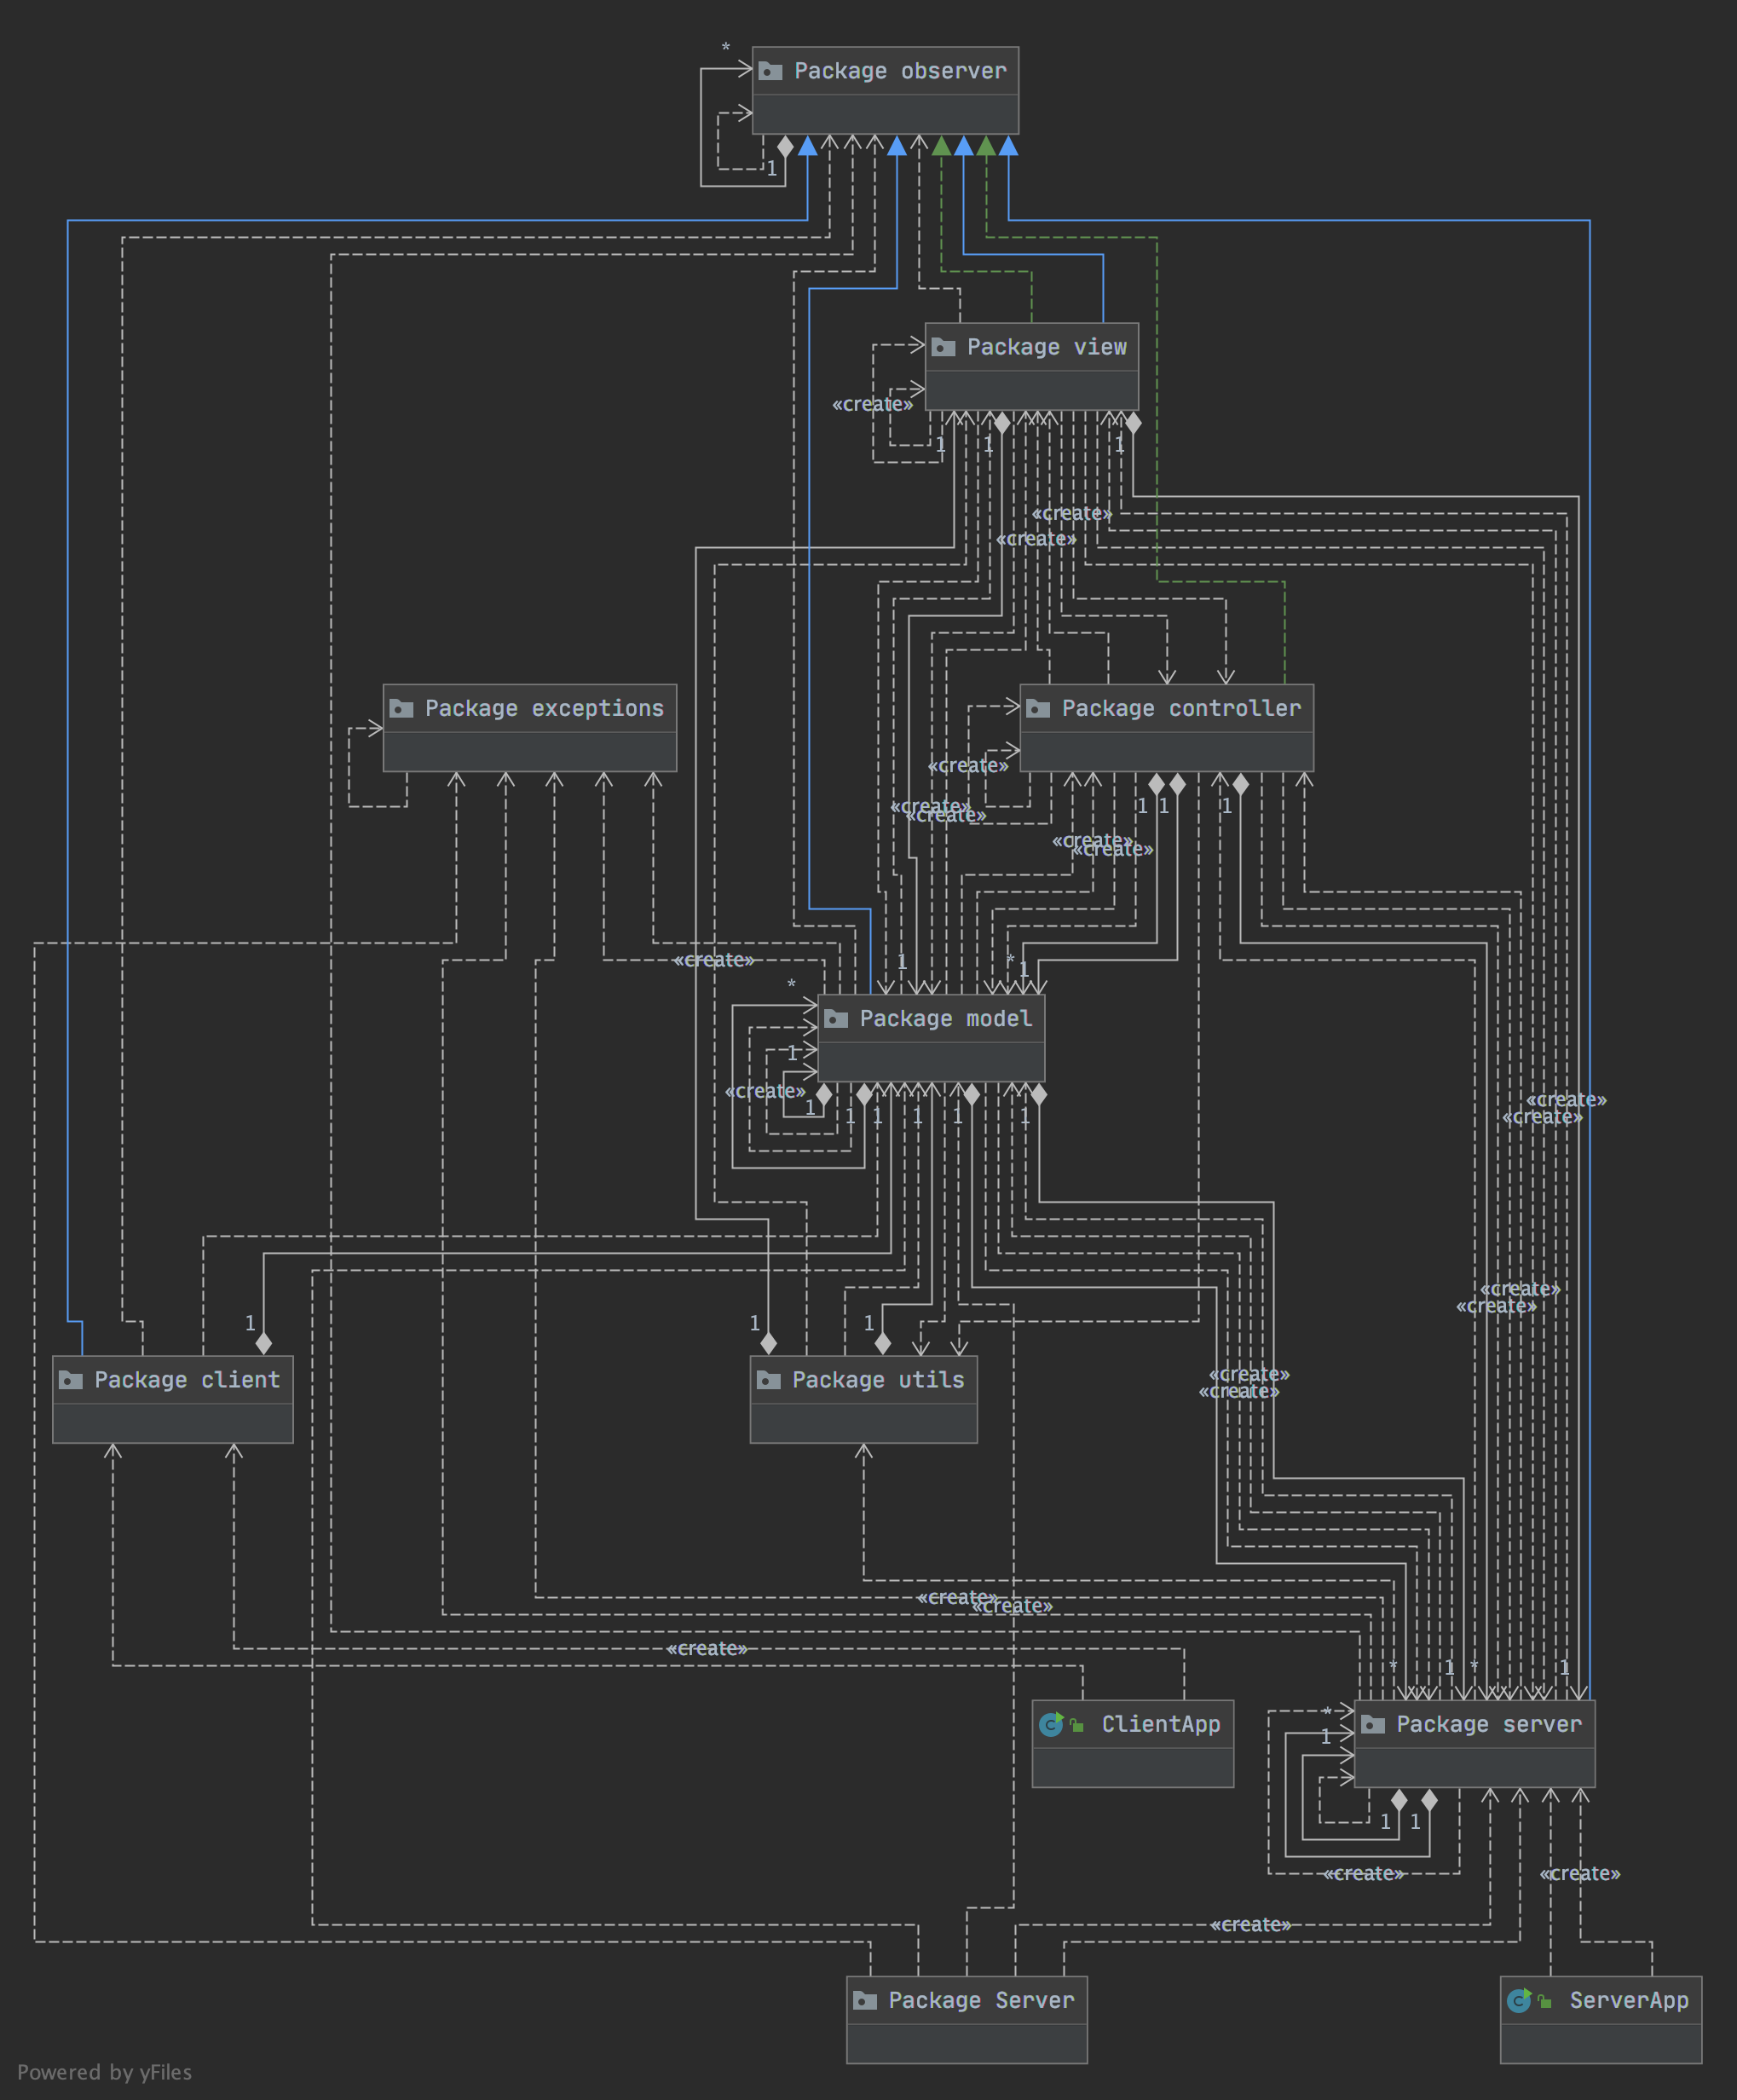 *
Package observer
1
Package view
«create»
1
1
1
«create»
«create»
Package exceptions
Package controller
«create»
«create»
«create»
1
1
1
«create»
«create»
«create»
1
*
1
*
Package model
1
«create»
1
1
1
1
1
1
«create»
«create»
«create»
«create»
1
1
1
Package client
Package utils
«create»
«create»
«create»
«create»
«create»
*
1
*
1
ClientApp
*
1
Package server
1
1
«create»
«create»
«create»
Package Server
ServerApp
Powered by yFiles